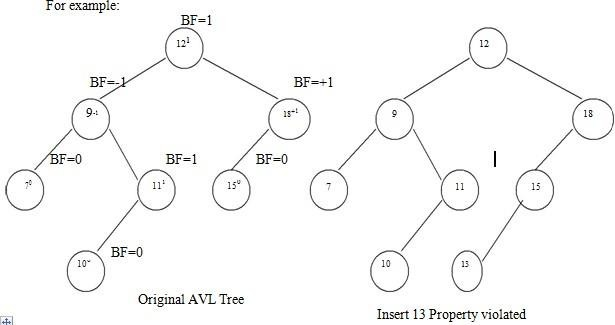 For example:
BF=1
12¹
12
BF=-1
BF=+1
9-1
18+1
9
18
BF=0
BF=1
BF=0
7⁰
11¹
15⁰
7
11
15
10⁰
BF=0
10
13
Original AVL Tree
Insert 13 Property violated